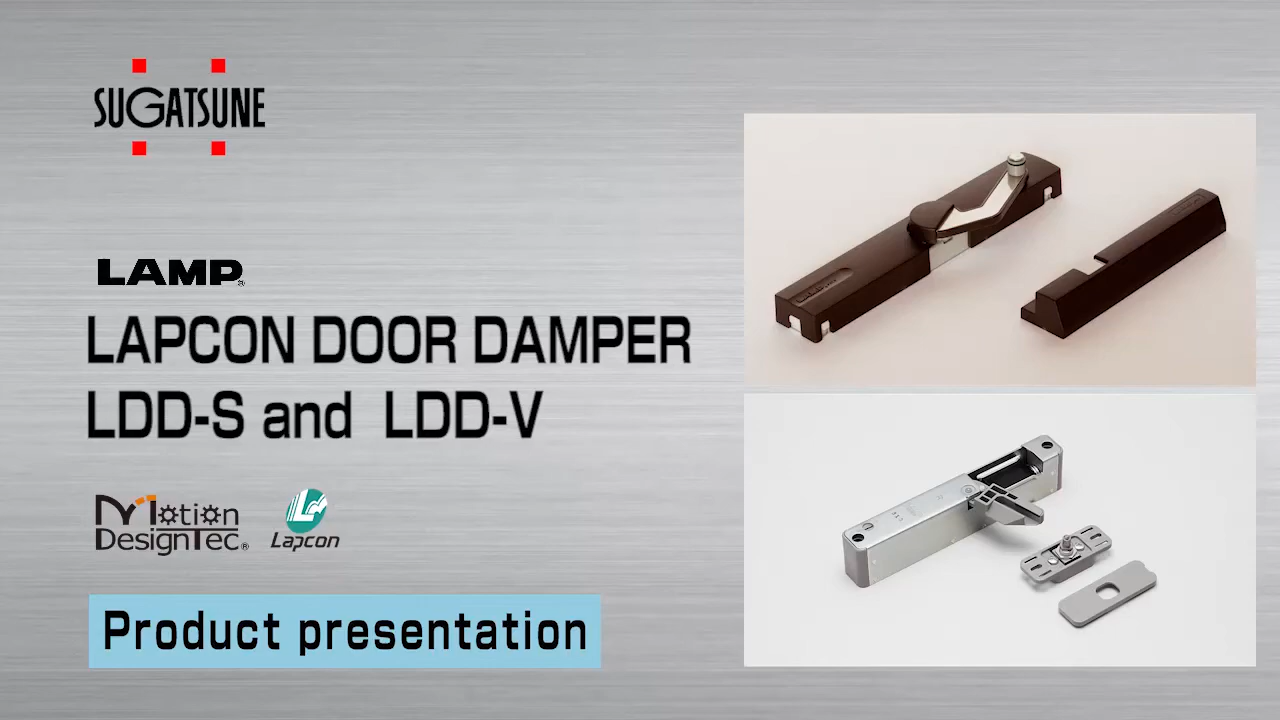 SUGATSUNE
LAMP®
LAPCON DOOR DAMPER
LDD-S and LDD-V
Motion
DesignTec®
Lapcon
Product presentation